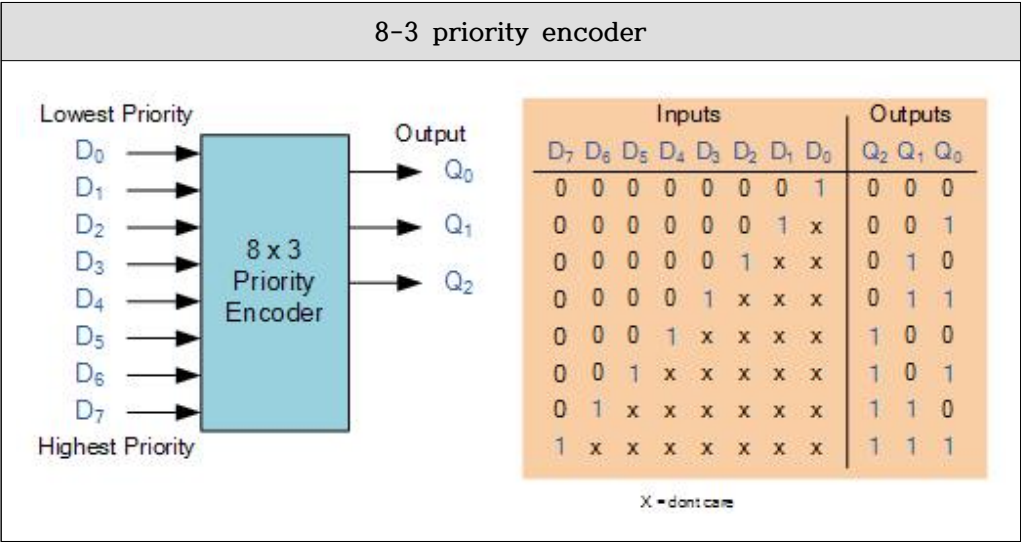 8-3 priority encoder
Lowest Priority
D₀
D₁
D₂
D₃
D₄
D₅
D₆
D₇
Highest Priority
8 x 3
Priority
Encoder
Output
Q₀
Q₁
Q₂
Inputs Outputs
D₇ D₆ D₅ D₄ D₃ D₂ D₁ D₀ Q₂ Q₁ Q₀
0 0 0 0 0 0 0 1 0 0 0
0 0 0 0 0 0 1 x 0 0 1
0 0 0 0 0 1 x x 0 1 0
0 0 0 0 1 x x x 0 1 1
0 0 0 1 x x x x 1 0 0
0 0 1 x x x x x 1 0 1
0 1 x x x x x x 1 1 0
1 x x x x x x x 1 1 1
X = dont care